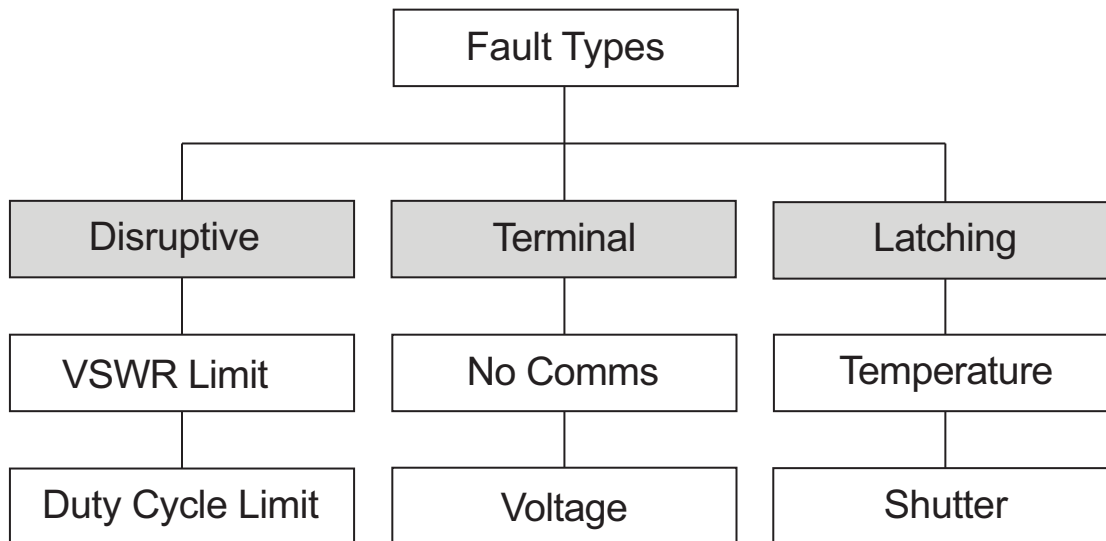 Fault Types
Disruptive
Terminal
Latching
VSWR Limit
No Comms
Temperature
Duty Cycle Limit
Voltage
Shutter